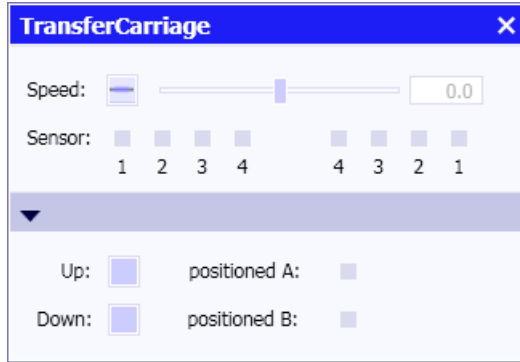 TransferCarriage
Speed: 0.0
Sensor:
1 2 3 4 4 3 2 1
Up: positioned A:
Down: positioned B: